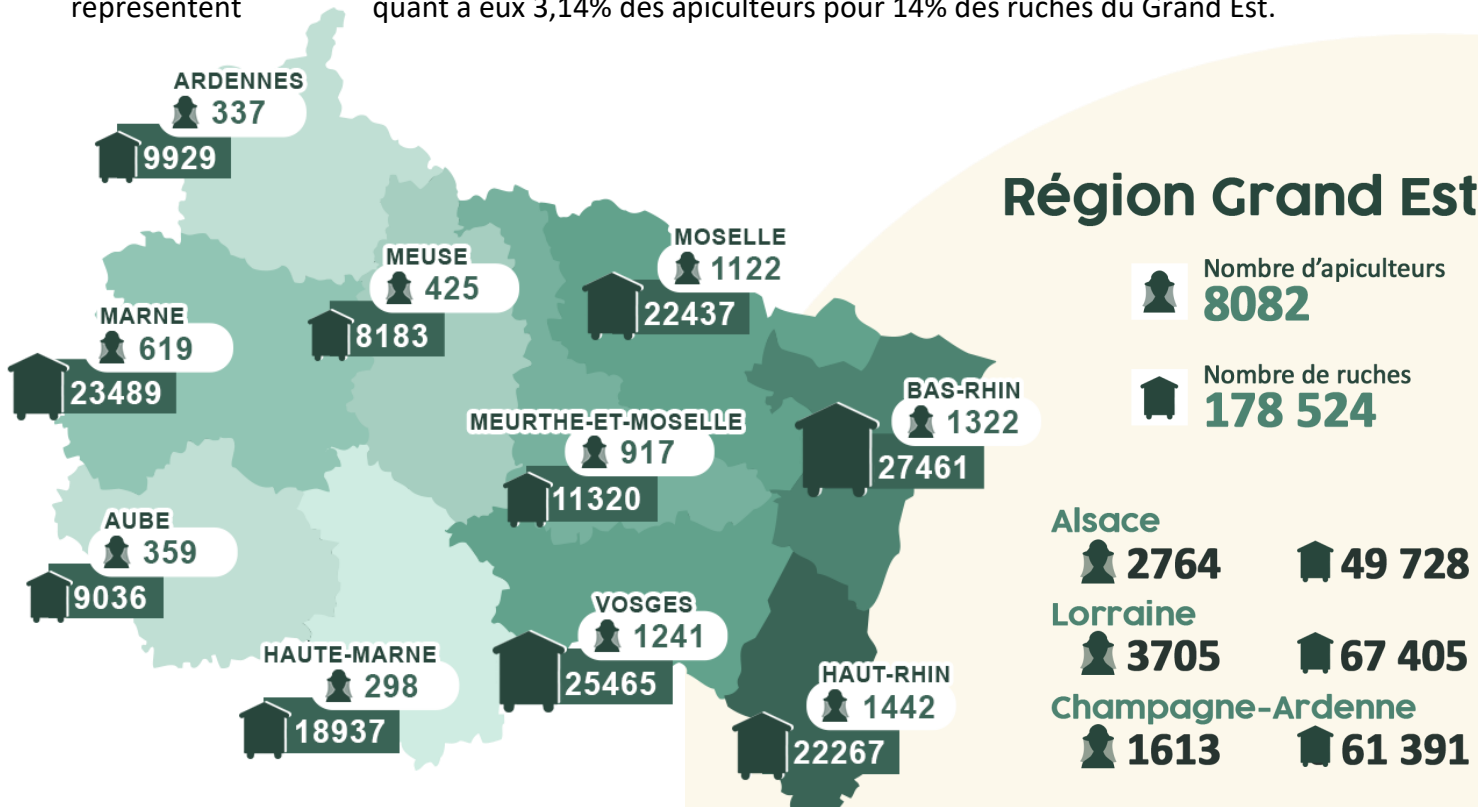 représentent quant à eux 3,14% des apiculteurs pour 14% des ruches du Grand Est.
ARDENNES
337
9929
MEUSE
425
8183
MOSELLE
1122
22437
MARNE
619
23489
MEURTHE-ET-MOSELLE
917
11320
BAS-RHIN
1322
27461
AUBE
359
9036
VOSGES
1241
25465
HAUTE-MARNE
298
18937
HAUT-RHIN
1442
22267
Région Grand Est
Nombre d'apiculteurs
8082
Nombre de ruches
178 524
Alsace
2764 49 728
Lorraine
3705 67 405
Champagne-Ardenne
1613 61 391